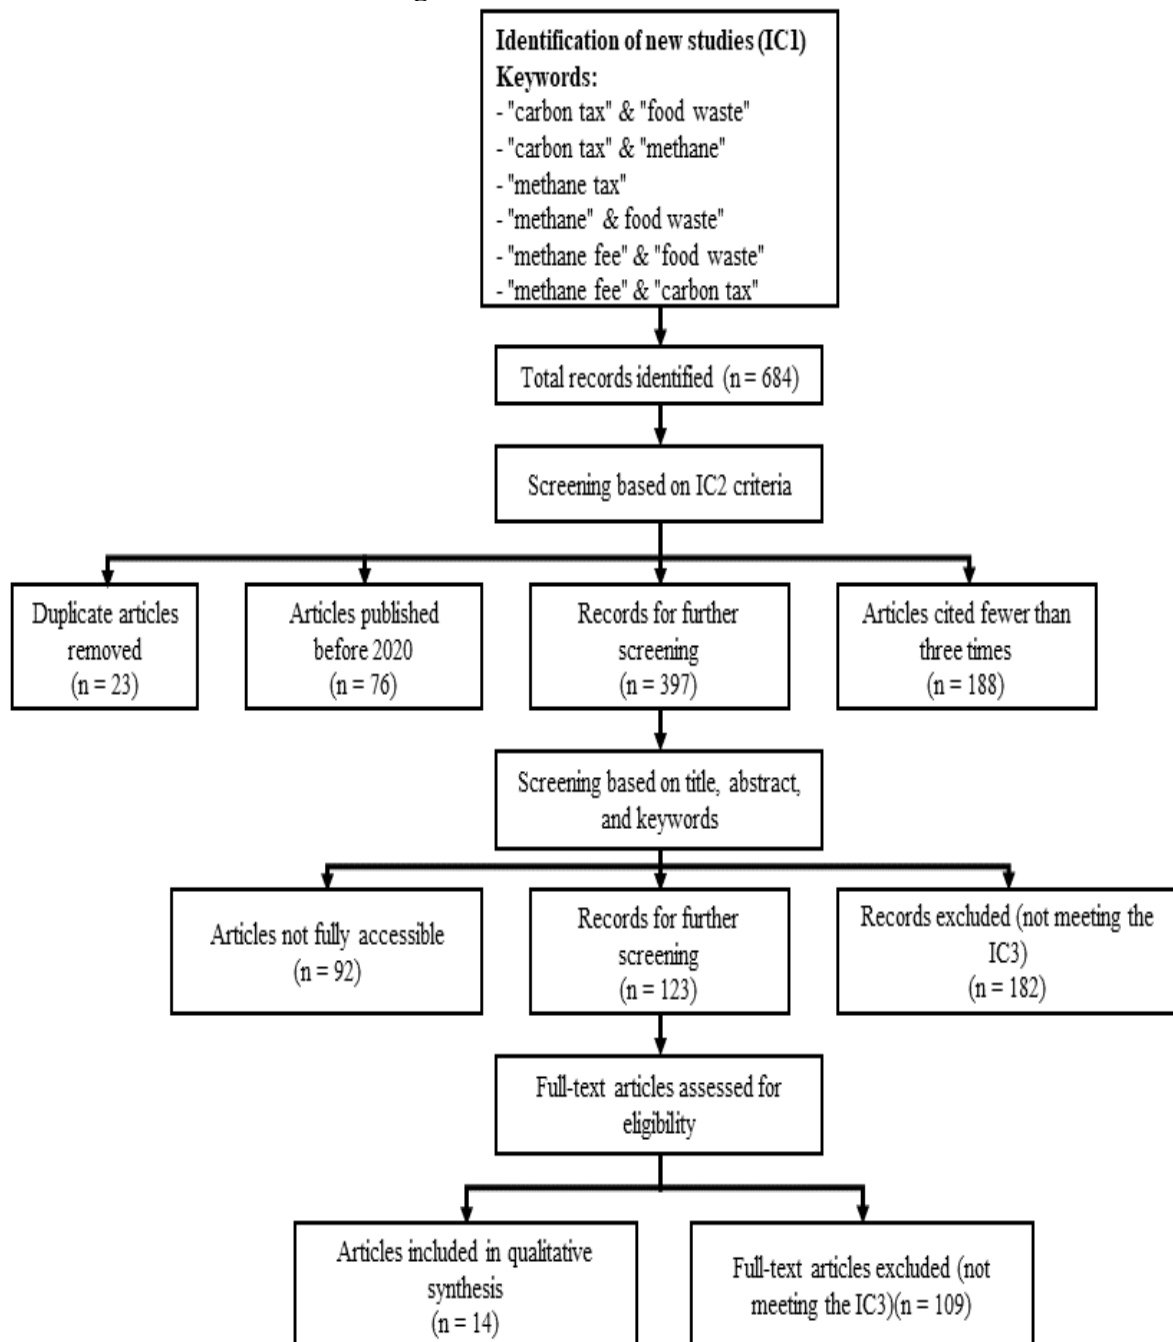 Identification of new studies (IC1)
Keywords:
- "carbon tax" & "food waste"
- "carbon tax" & "methane"
- "methane tax"
- "methane" & food waste"
- "methane fee" & "food waste"
- "methane fee" & "carbon tax"
Total records identified (n = 684)
Screening based on IC2 criteria
Duplicate articles
removed
(n = 23)
Articles published
before 2020
(n = 76)
Records for further
screening
(n = 397)
Articles cited fewer than
three times
(n = 188)
Screening based on title, abstract,
and keywords
Articles not fully accessible
(n = 92)
Records for further
screening
(n = 123)
Records excluded (not meeting the
IC3)
(n = 182)
Full-text articles assessed for
eligibility
Articles included in qualitative
synthesis
(n = 14)
Full-text articles excluded (not
meeting the IC3)(n = 109)